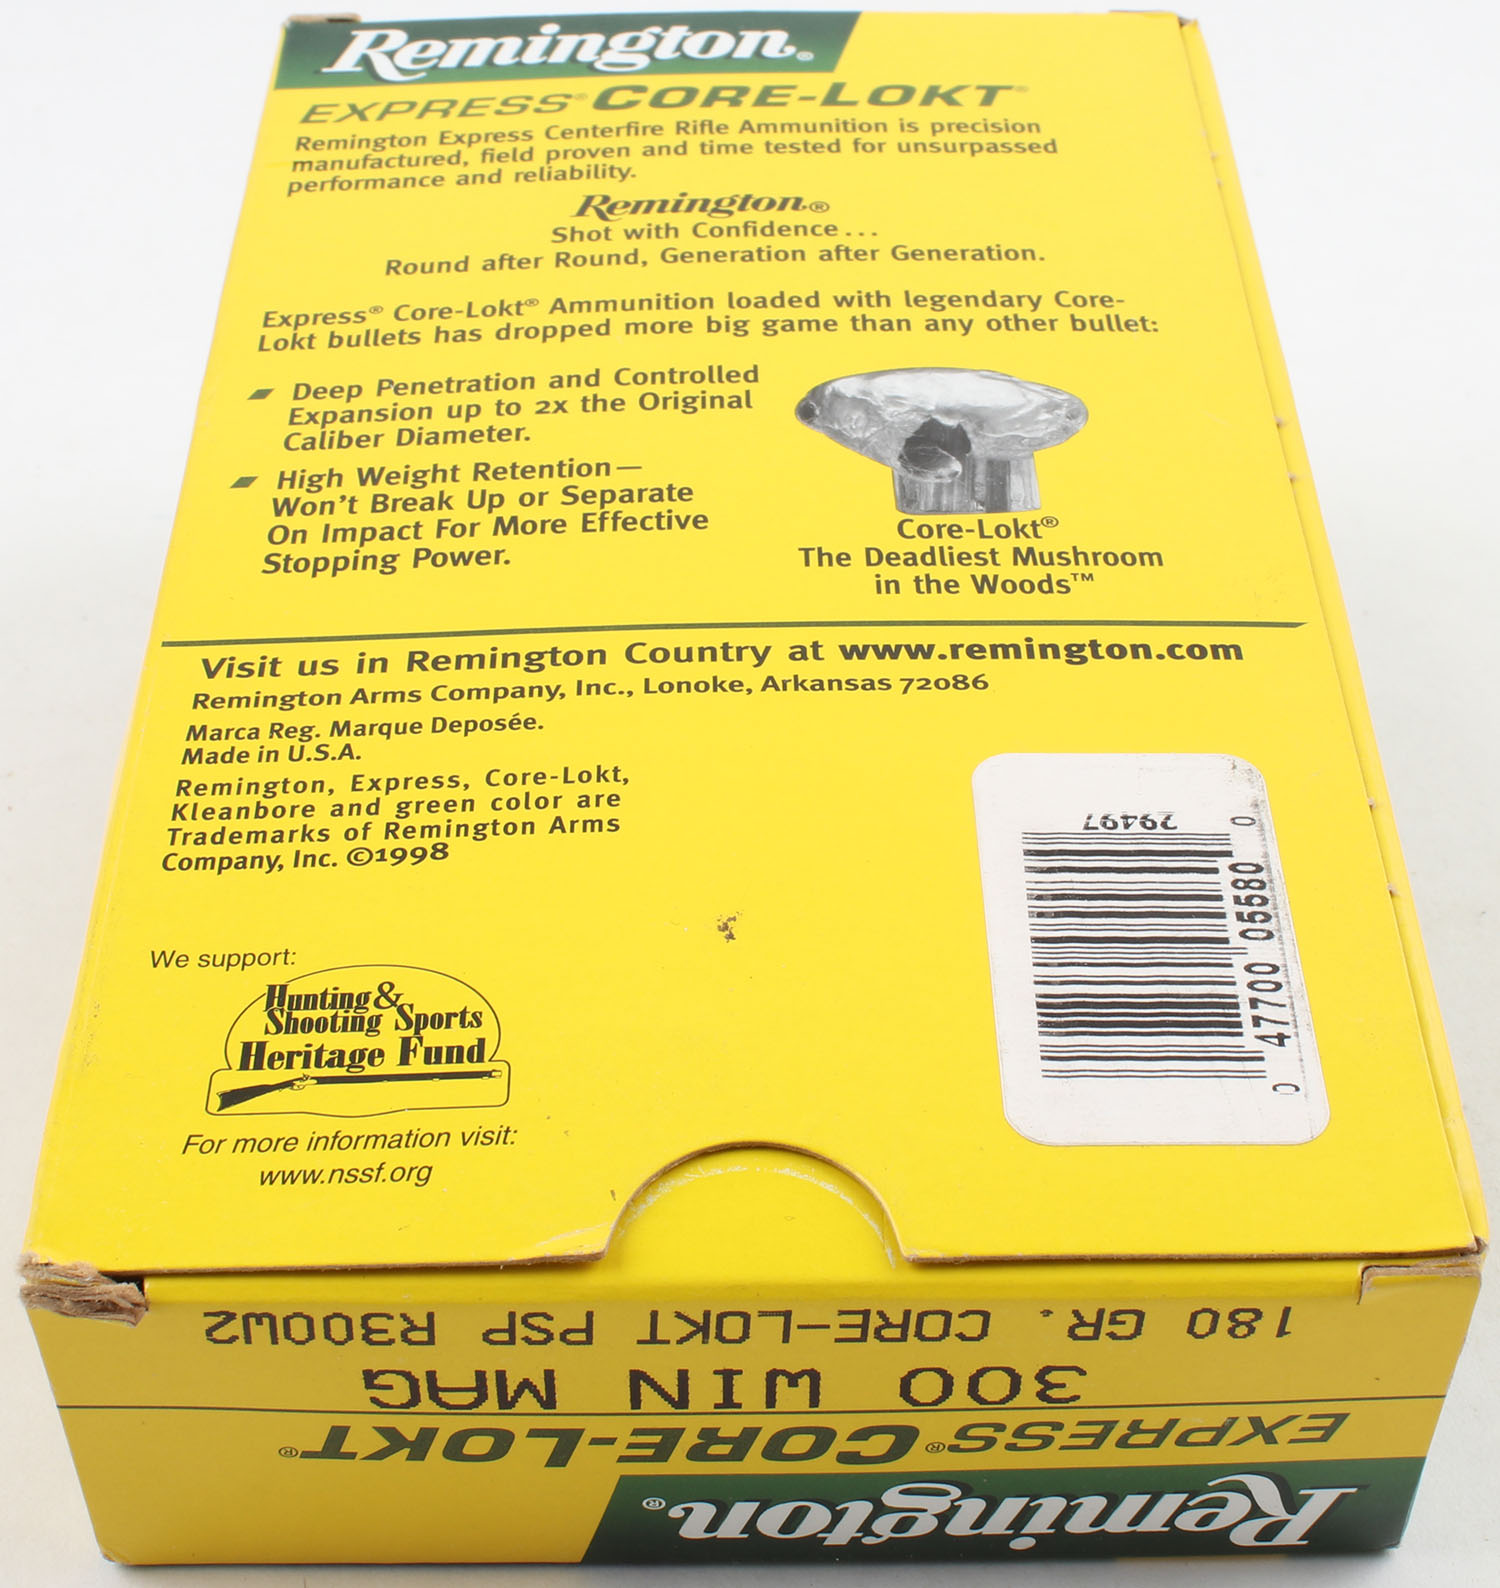 Remington®
EXPRESS® CORE-LOKT®
Remington Express Centerfire Rifle Ammunition is precision
manufactured, field proven and time tested for unsurpassed
performance and reliability.
Remington®
Shot with Confidence...
Round after Round, Generation after Generation.
Express® Core-Lokt® Ammunition loaded with legendary Core-
Lokt bullets has dropped more big game than any other bullet:
Deep Penetration and Controlled
Expansion up to 2x the Original
Caliber Diameter.
High Weight Retention—
Won't Break Up or Separate
On Impact For More Effective
Stopping Power.
Core-Lokt®
The Deadliest Mushroom
in the Woods™
Visit us in Remington Country at www.remington.com
Remington Arms Company, Inc., Lonoke, Arkansas 72086
Marca Reg. Marque Deposée.
Made in U.S.A.
Remington, Express, Core-Lokt,
Kleanbore and green color are
Trademarks of Remington Arms
Company, Inc. ©1998
29497
0 47700 05580 0
We support:
Hunting &
Shooting Sports
Heritage Fund
For more information visit:
www.nssf.org
Remington®
EXPRESS® CORE-LOKT®
300 WIN MAG
180 GR. CORE-LOKT PSP R300W2